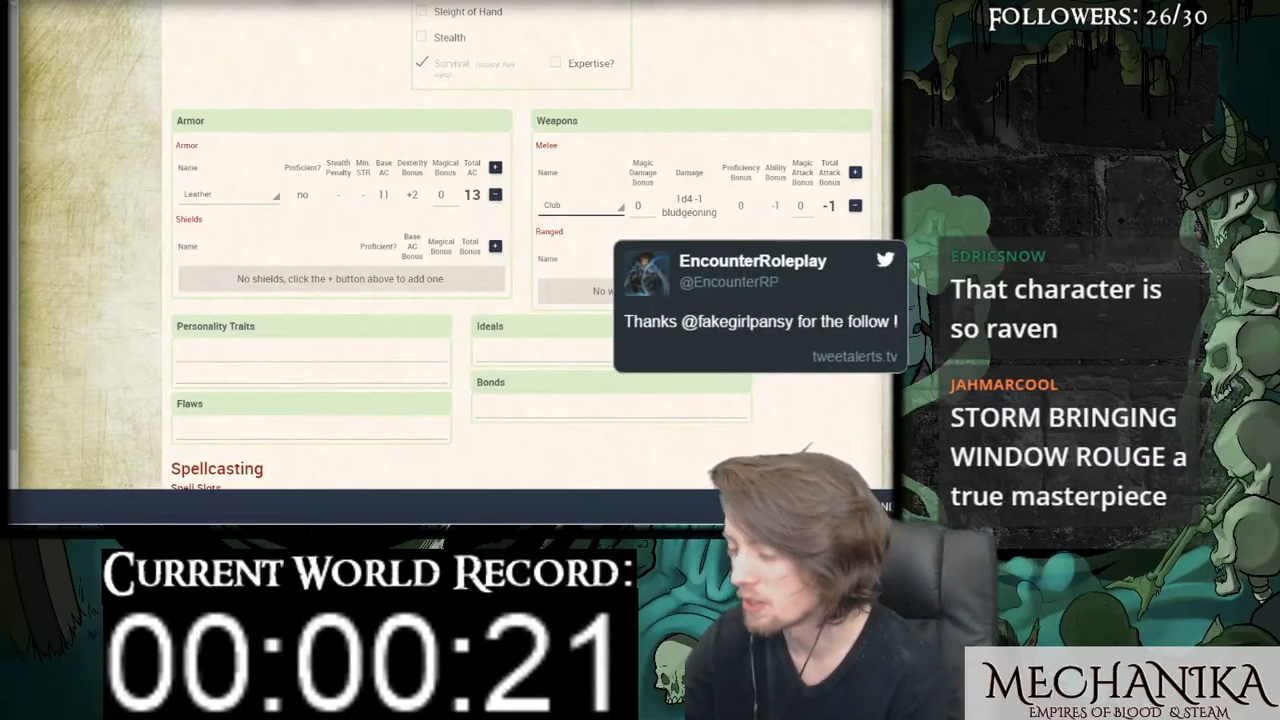 Sleight of Hand
Stealth
Survival (source: Folk Hero)
Expertise?
Armor
Armor
Name Proficient? Stealth Penalty Min. STR Base AC Dexterity Bonus Magical Bonus Total AC +
Leather no - - 11 +2 0 13 -
Shields
Name Proficient? Base AC Bonus Magical Bonus Total Bonus +
No shields, click the + button above to add one.
Weapons
Melee
Name Magic Damage Bonus Damage Proficiency Bonus Ability Bonus Magic Attack Bonus Total Attack Bonus +
Club 0 1d4 -1 bludgeoning 0 -1 0 -1 -
Ranged
Name
No w
Personality Traits
Ideals
Bonds
Flaws
Spellcasting
Spell Slots
EncounterRoleplay
@EncounterRP
Thanks @fakegirlpansy for the follow !
tweetalerts.tv
FOLLOWERS: 26/30
EDRICSNOW
That character is
so raven
JAHMARCOOL
STORM BRINGING
WINDOW ROUGE a
true masterpiece
CURRENT WORLD RECORD:
00:00:21
MECHANIKA
EMPIRES OF BLOOD & STEAM